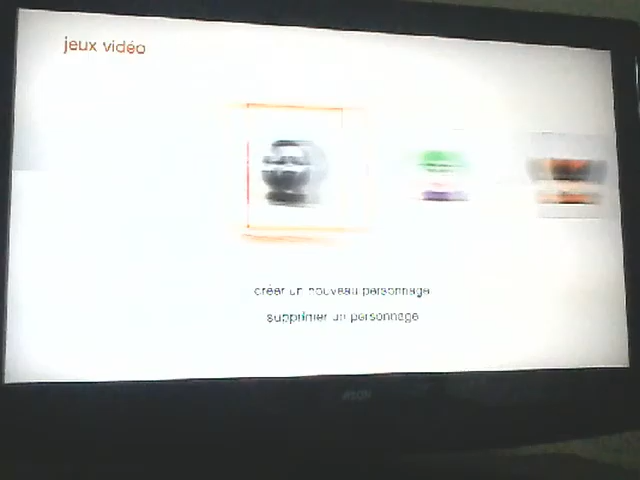 jeux vidéo
créer un nouveau personnage
supprimer un personnage